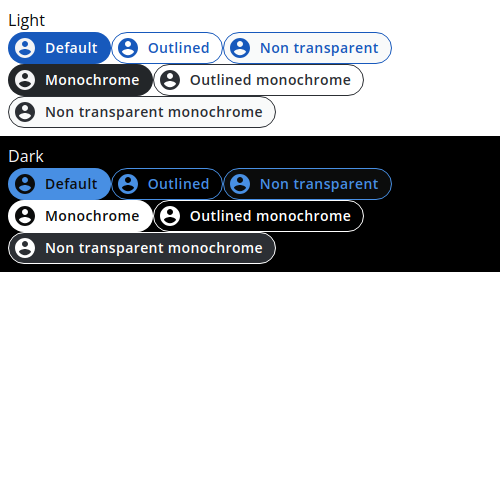 Light
Default Outlined Non transparent
Monochrome Outlined monochrome
Non transparent monochrome
Dark
Default Outlined Non transparent
Monochrome Outlined monochrome
Non transparent monochrome